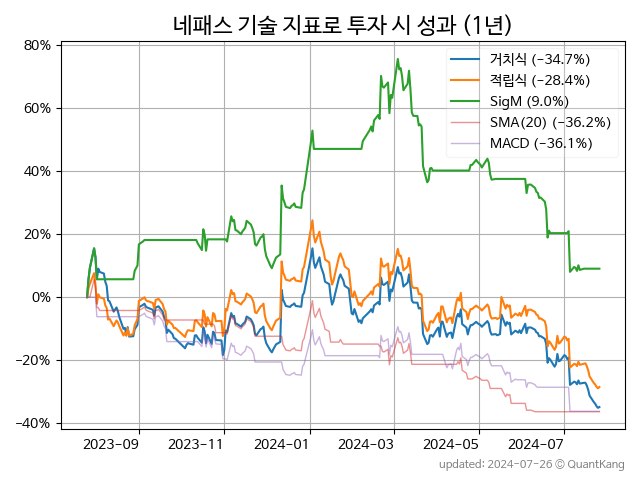 네패스 기술 지표로 투자 시 성과 (1년)
80%
60%
40%
20%
0%
−20%
−40%
거치식 (−34.7%)
적립식 (−28.4%)
SigM (9.0%)
SMA(20) (−36.2%)
MACD (−36.1%)
2023-09
2023-11
2024-01
2024-03
2024-05
2024-07
updated: 2024-07-26 © QuantKang